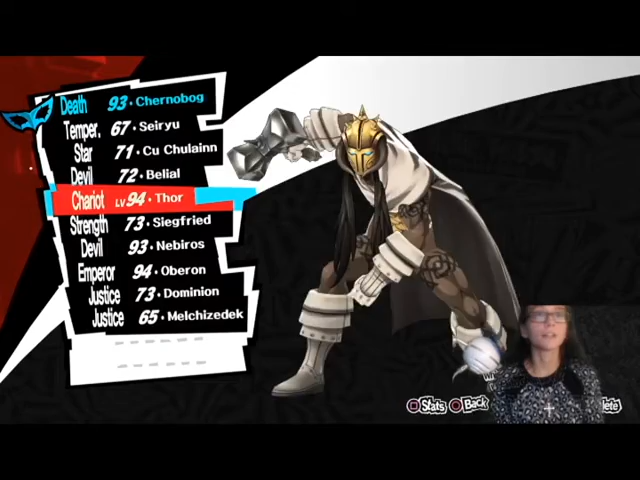 Death 93 • Chernobog
Temper. 67 • Seiryu
Star 71 • Cu Chulainn
Devil 72 • Belial
Chariot LV 94 • Thor
Strength 73 • Siegfried
Devil 93 • Nebiros
Emperor 94 • Oberon
Justice 73 • Dominion
Justice 65 • Melchizedek
Stats Back lete